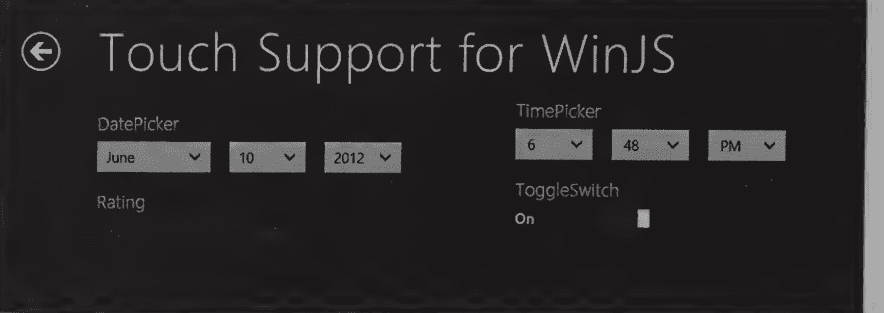 Touch Support for WinJS
DatePicker
June 10 2012
Rating
TimePicker
6 48 PM
ToggleSwitch
On